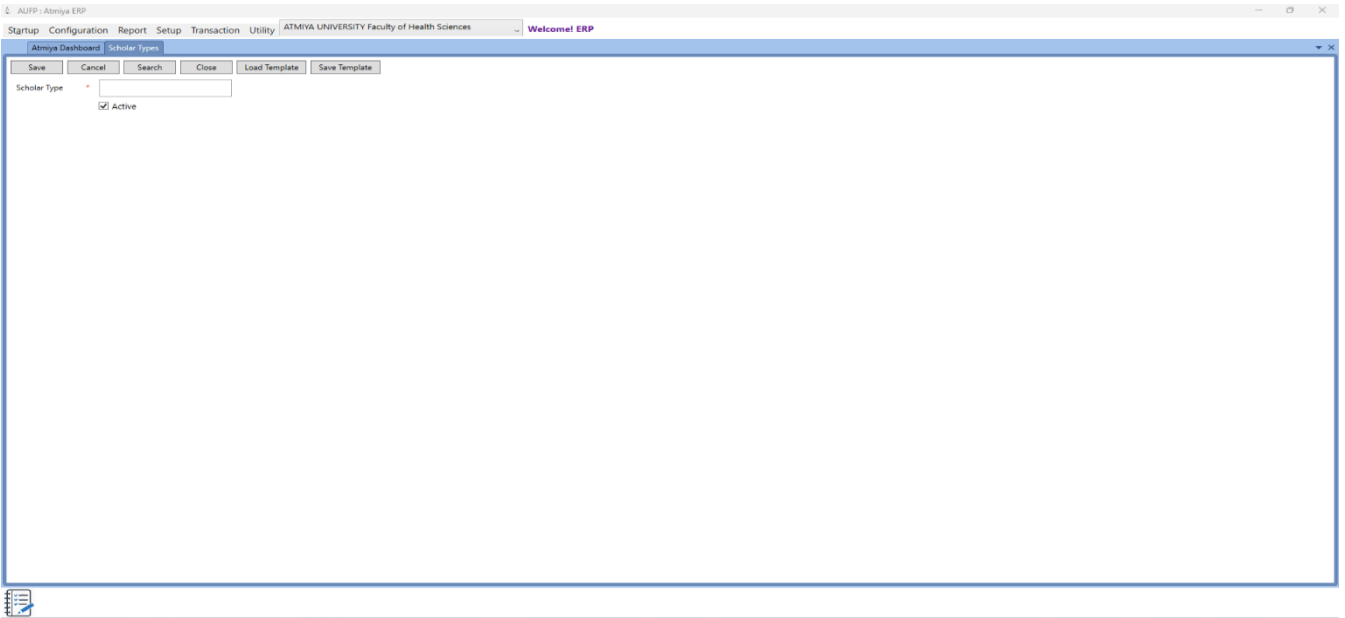 AUFP : Atmiya ERP
Startup Configuration Report Setup Transaction Utility ATMIYA UNIVERSITY Faculty of Health Sciences Welcome! ERP
Atmiya Dashboard Scholar Types
Save Cancel Search Close Load Template Save Template
Scholar Type *
Active